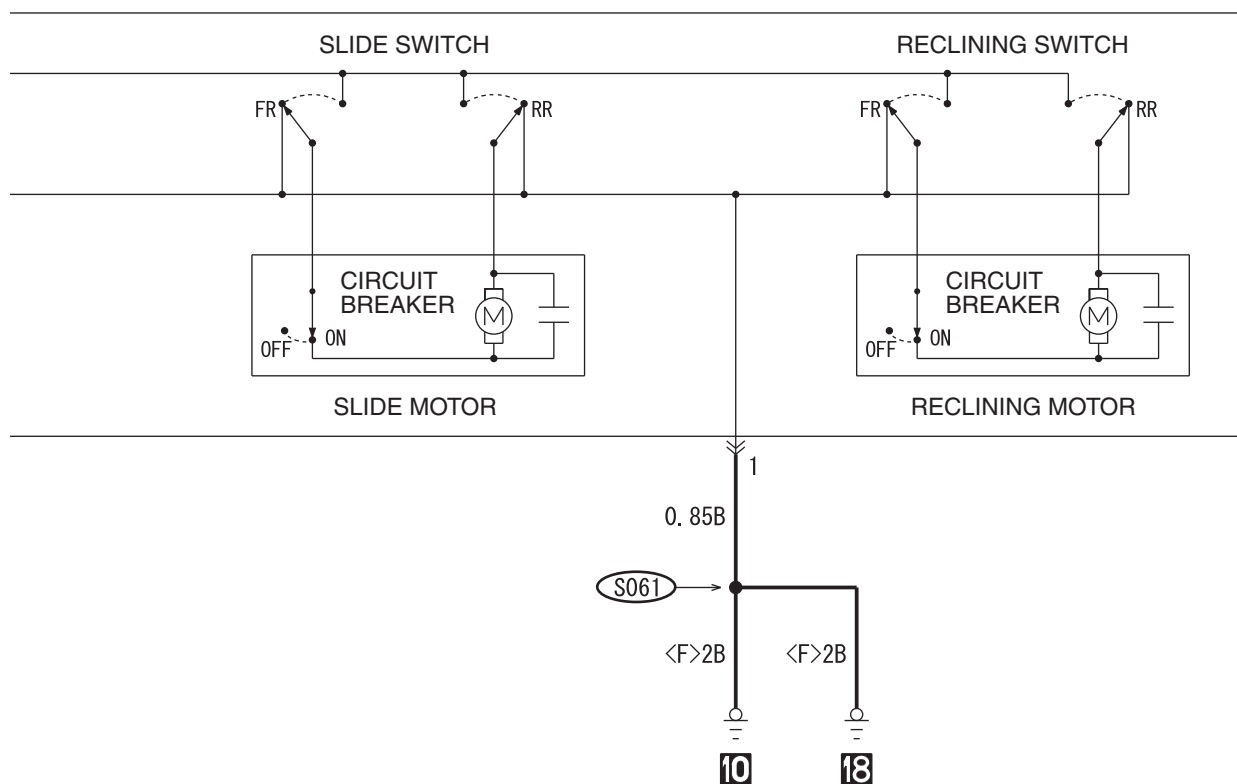 SLIDE SWITCH
RECLINING SWITCH
FR
RR
FR
RR
CIRCUIT
BREAKER
M
OFF
ON
CIRCUIT
BREAKER
M
OFF
ON
SLIDE MOTOR
RECLINING MOTOR
1
0.85B
S061
<F>2B
<F>2B
10
18